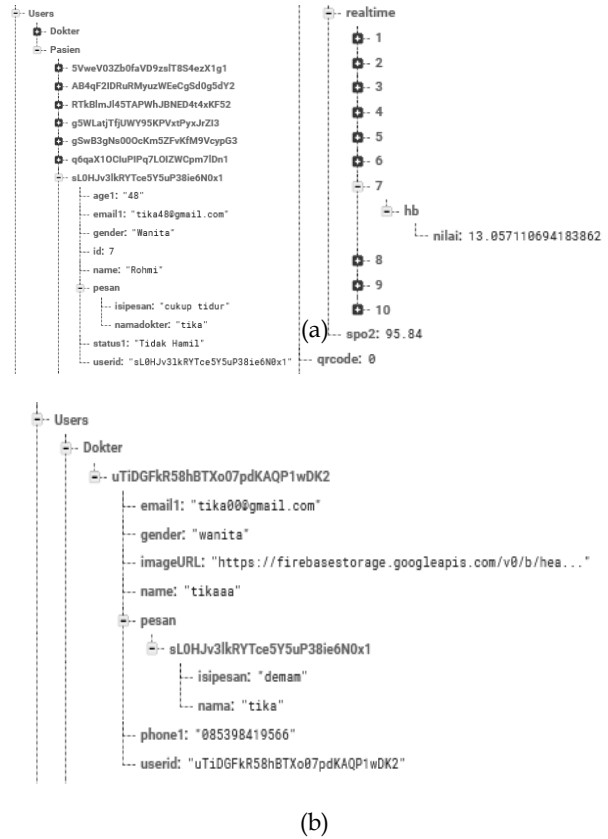 Users
Dokter
Pasien
5VweV03Zb0faVD9zslT8S4ezX1g1
AB4qF2IDRuRMyuzWEeCgSd0g5dY2
RTkBlmJl45TAPWhJBNED4t4xKF52
g5WLatjTfjUWY95KPVxtPyxJrZI3
gSwB3gNs00OcKm5ZFvKfM9VcypG3
q6qaX1OCIuPIPq7LOIZWCpm7lDn1
sL0HJv3lkRYTce5Y5uP38ie6N0x1
age1: "48"
email1: "tika48@gmail.com"
gender: "Wanita"
id: 7
name: "Rohmi"
pesan
isipesan: "cukup tidur"
namadokter: "tika"
status1: "Tidak Hamil"
userid: "sL0HJv3lkRYTce5Y5uP38ie6N0x1"
realtime
1
2
3
4
5
6
7
hb
nilai: 13.057110694183862
8
9
10
spo2: 95.84
qrcode: 0
(a)
Users
Dokter
uTiDGFkR58hBTXo07pdKAQP1wDK2
email1: "tika00@gmail.com"
gender: "wanita"
imageURL: "https://firebasestorage.googleapis.com/v0/b/hea..."
name: "tikaaa"
pesan
sL0HJv3lkRYTce5Y5uP38ie6N0x1
isipesan: "demam"
nama: "tika"
phone1: "085398419566"
userid: "uTiDGFkR58hBTXo07pdKAQP1wDK2"
(b)